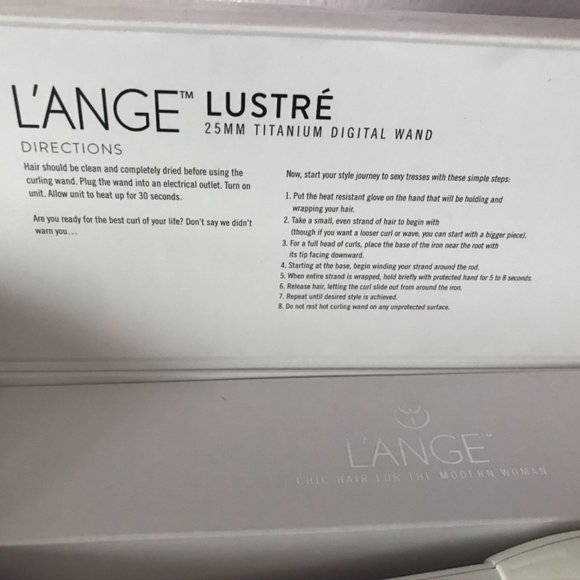 L'ANGE™ LUSTRÉ
25MM TITANIUM DIGITAL WAND
DIRECTIONS
Hair should be clean and completely dried before using the
curling wand. Plug the wand into an electrical outlet. Turn on
unit. Allow unit to heat up for 30 seconds.
Are you ready for the best curl of your life? Don't say we didn't
warn you...
Now, start your style journey to sexy tresses with these simple steps:
1. Put the heat resistant glove on the hand that will be holding and
wrapping your hair.
2. Take a small, even strand of hair to begin with
(though if you want a looser curl or wave, you can start with a bigger piece).
3. For a full head of curls, place the base of the iron near the root with
its tip facing downward.
4. Starting at the base, begin winding your strand around the rod.
5. When entire strand is wrapped, hold briefly with protected hand for 5 to 8 seconds.
6. Release hair, letting the curl slide out from around the iron.
7. Repeat until desired style is achieved.
8. Do not rest hot curling wand on any unprotected surface.
L'ANGE™
CHIC HAIR FOR THE MODERN WOMAN